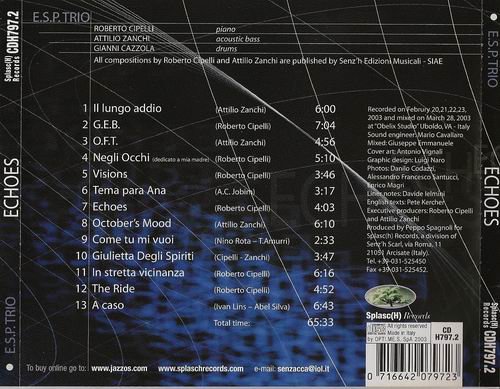 E.S.P. TRIO
ROBERTO CIPELLI piano
ATTILIO ZANCHI acoustic bass
GIANNI CAZZOLA drums
All compositions by Roberto Cipelli and Attilio Zanchi are published by Senz'h Edizioni Musicali - SIAE
Splasc(H) Records CDH797.2
ECHOES
E.S.P. TRIO
1 Il lungo addio (Attilio Zanchi) 6:00
2 G.E.B. (Roberto Cipelli) 7:04
3 O.F.T. (Attilio Zanchi) 4:56
4 Negli Occhi (dedicato a mia madre) (Roberto Cipelli) 5:10
5 Visions (Roberto Cipelli) 3:46
6 Tema para Ana (A.C. Jobim) 3:17
7 Echoes (Roberto Cipelli) 4:03
8 October's Mood (Attilio Zanchi) 6:10
9 Come tu mi vuoi (Nino Rota – T.Amurri) 2:33
10 Giulietta Degli Spiriti (Cipelli - Zanchi) 3:47
11 In stretta vicinanza (Roberto Cipelli) 6:16
12 The Ride (Roberto Cipelli) 4:52
13 A caso (Ivan Lins – Abel Silva) 6:43
Total time: 65:33
Recorded on Februry 20,21,22,23,
2003 and mixed on March 28, 2003
at "Obelix Studio" Uboldo, VA - Italy
Sound engineer: Mario Cavallaro
Mixed: Giuseppe Emmanuele
Cover art: Antonio Vignali
Graphic design: Luigi Naro
Photos: Danilo Codazzi,
Alessandro Francesco Santucci,
Enrico Magri
Liner notes: Davide Ielmini
English texts: Pete Kercher
Executive producers: Roberto Cipelli
and Attilio Zanchi
Produced by Peppo Spagnoli for
Splasc(h) Records, a division of
Senz'h Scarl, via Roma, 11
21051 Arcisate (Italy).
Tel. +39-031-525450
Fax +39-031-525452.
Splasc(H) Records
All rights reserved
Made in Italy
by OPTI.ME.S. SpA 2003
CD
H797.2
0 716642 079723
To buy online go to: www.jazzos.com www.splaschrecords.com e-mail: senzacca@iol.it
E.S.P. TRIO
ECHOES
Splasc(H) Records CDH797.2